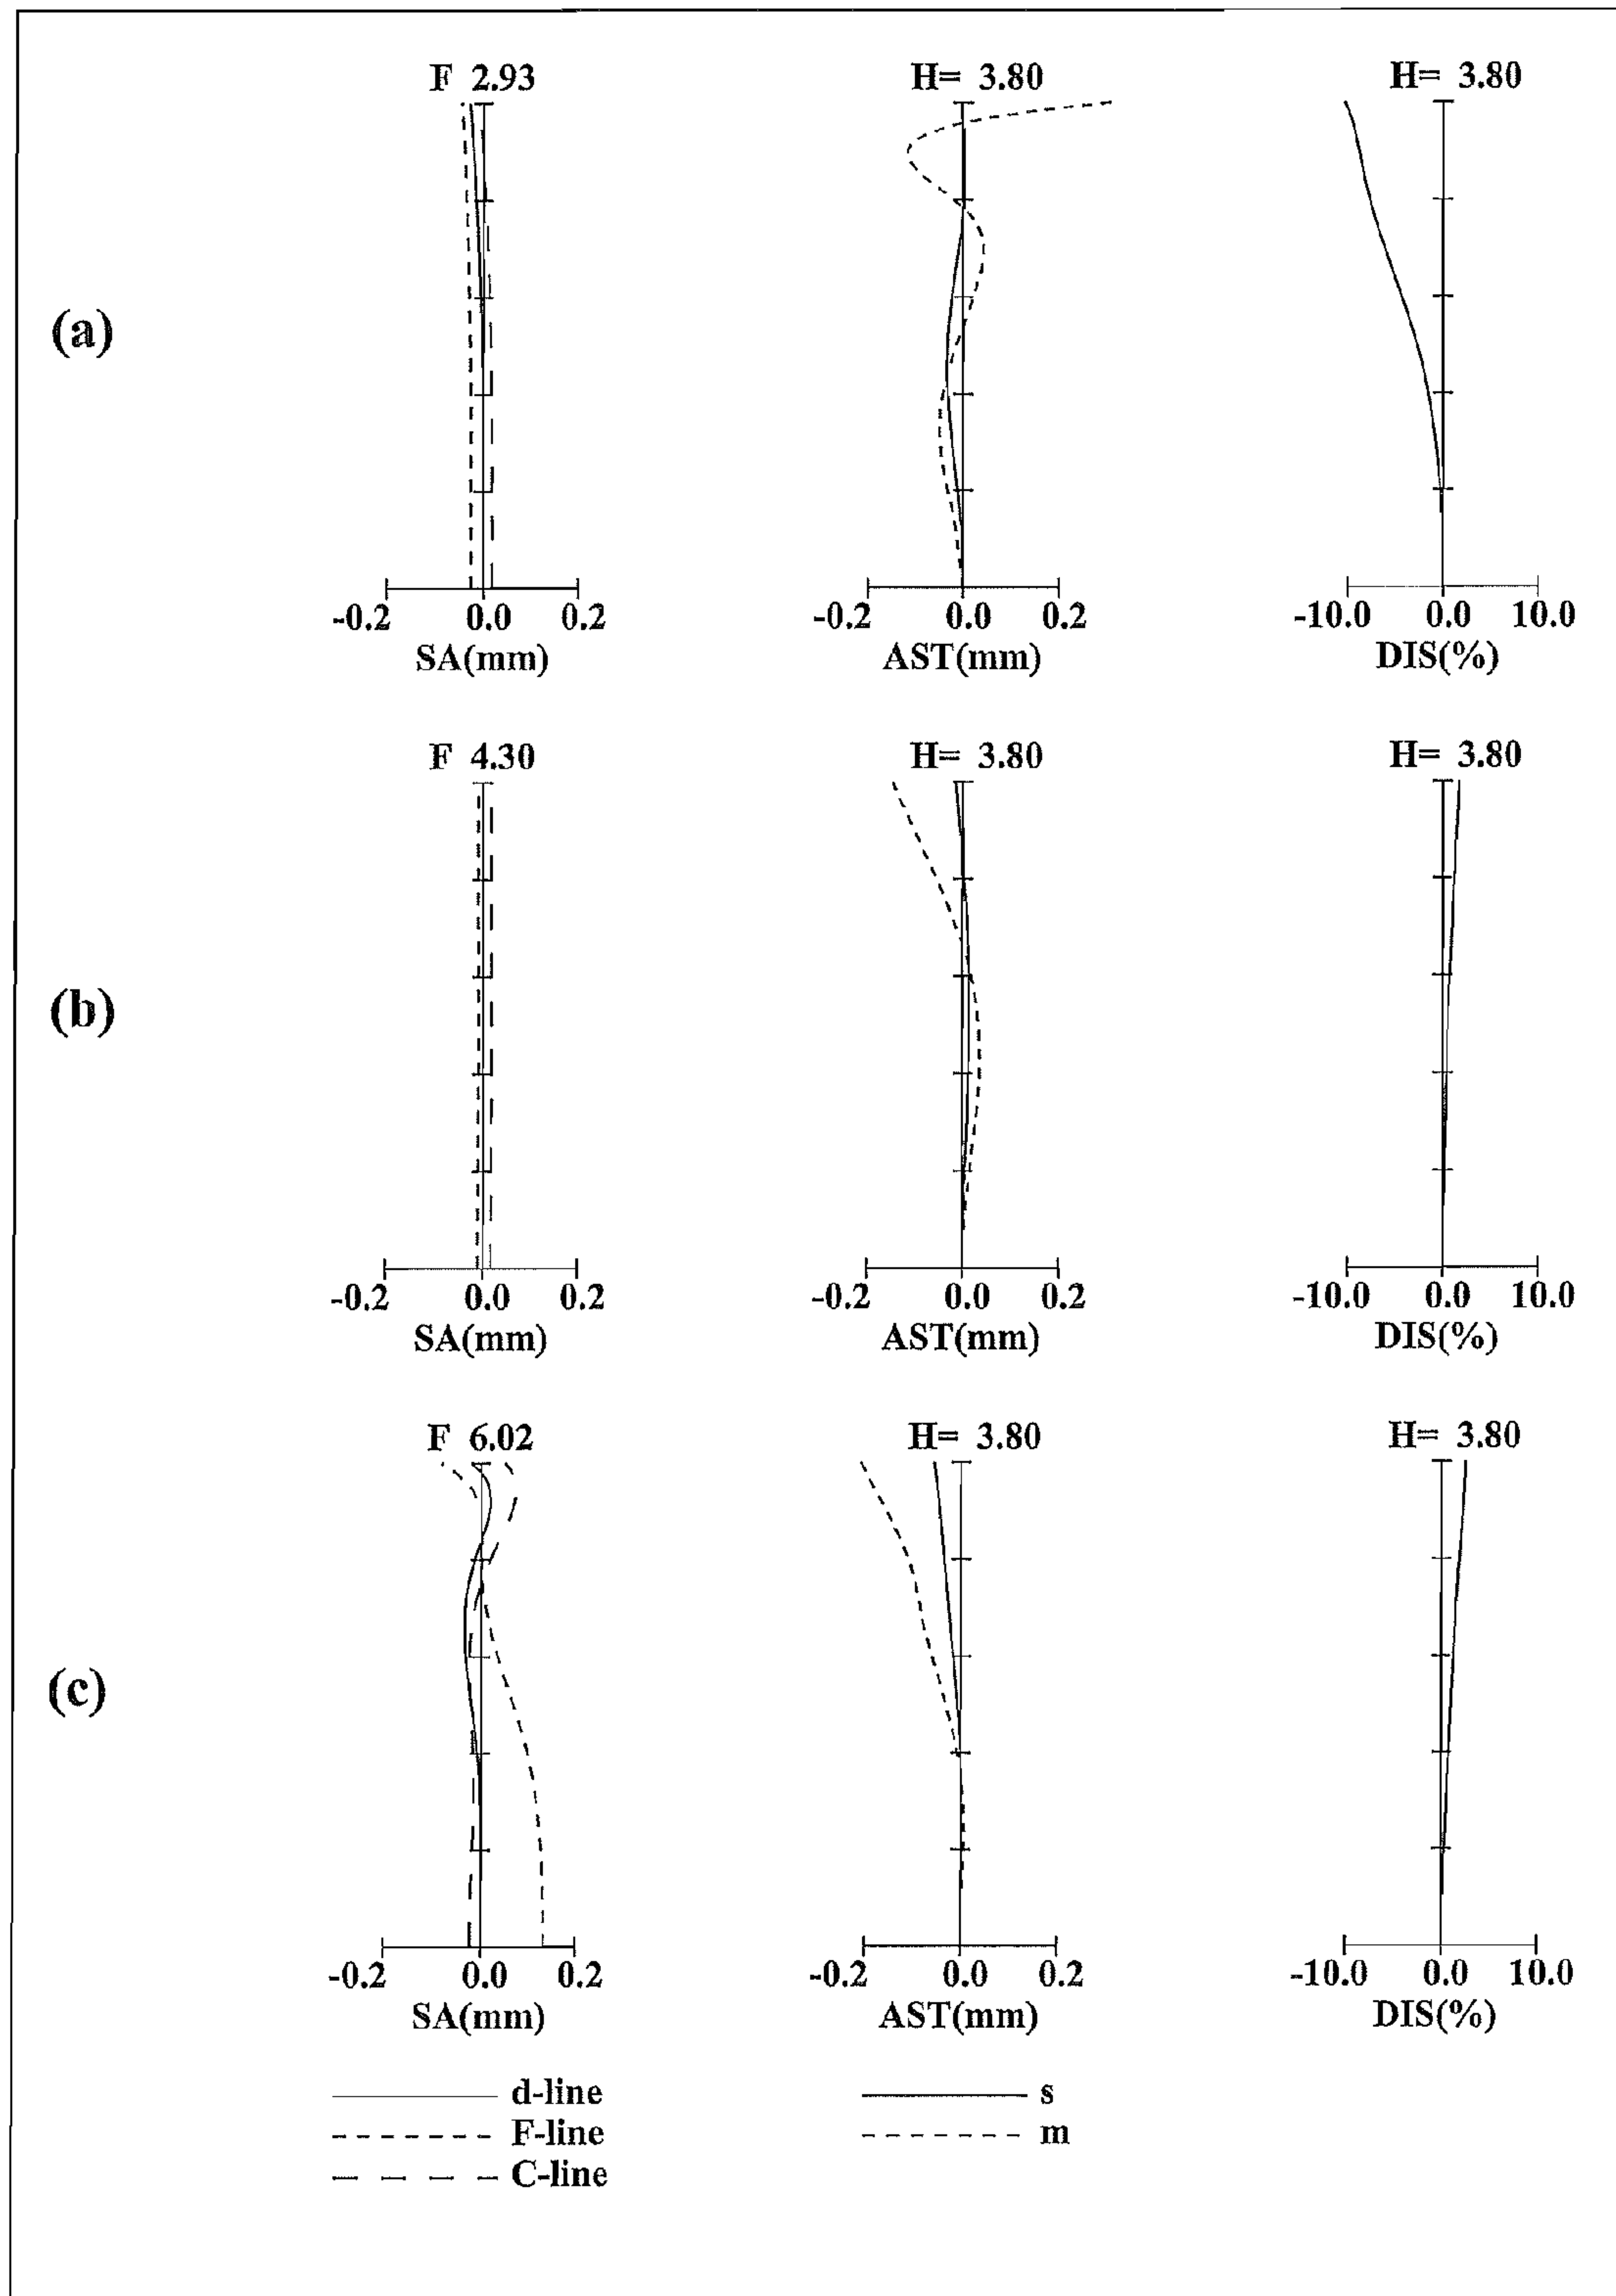 F 2.93
H= 3.80
H= 3.80
(a)
-0.2 0.0 0.2
SA(mm)
-0.2 0.0 0.2
AST(mm)
-10.0 0.0 10.0
DIS(%)
F 4.30
H= 3.80
H= 3.80
(b)
-0.2 0.0 0.2
SA(mm)
-0.2 0.0 0.2
AST(mm)
-10.0 0.0 10.0
DIS(%)
F 6.02
H= 3.80
H= 3.80
(c)
-0.2 0.0 0.2
SA(mm)
-0.2 0.0 0.2
AST(mm)
-10.0 0.0 10.0
DIS(%)
d-line
F-line
C-line
s
m